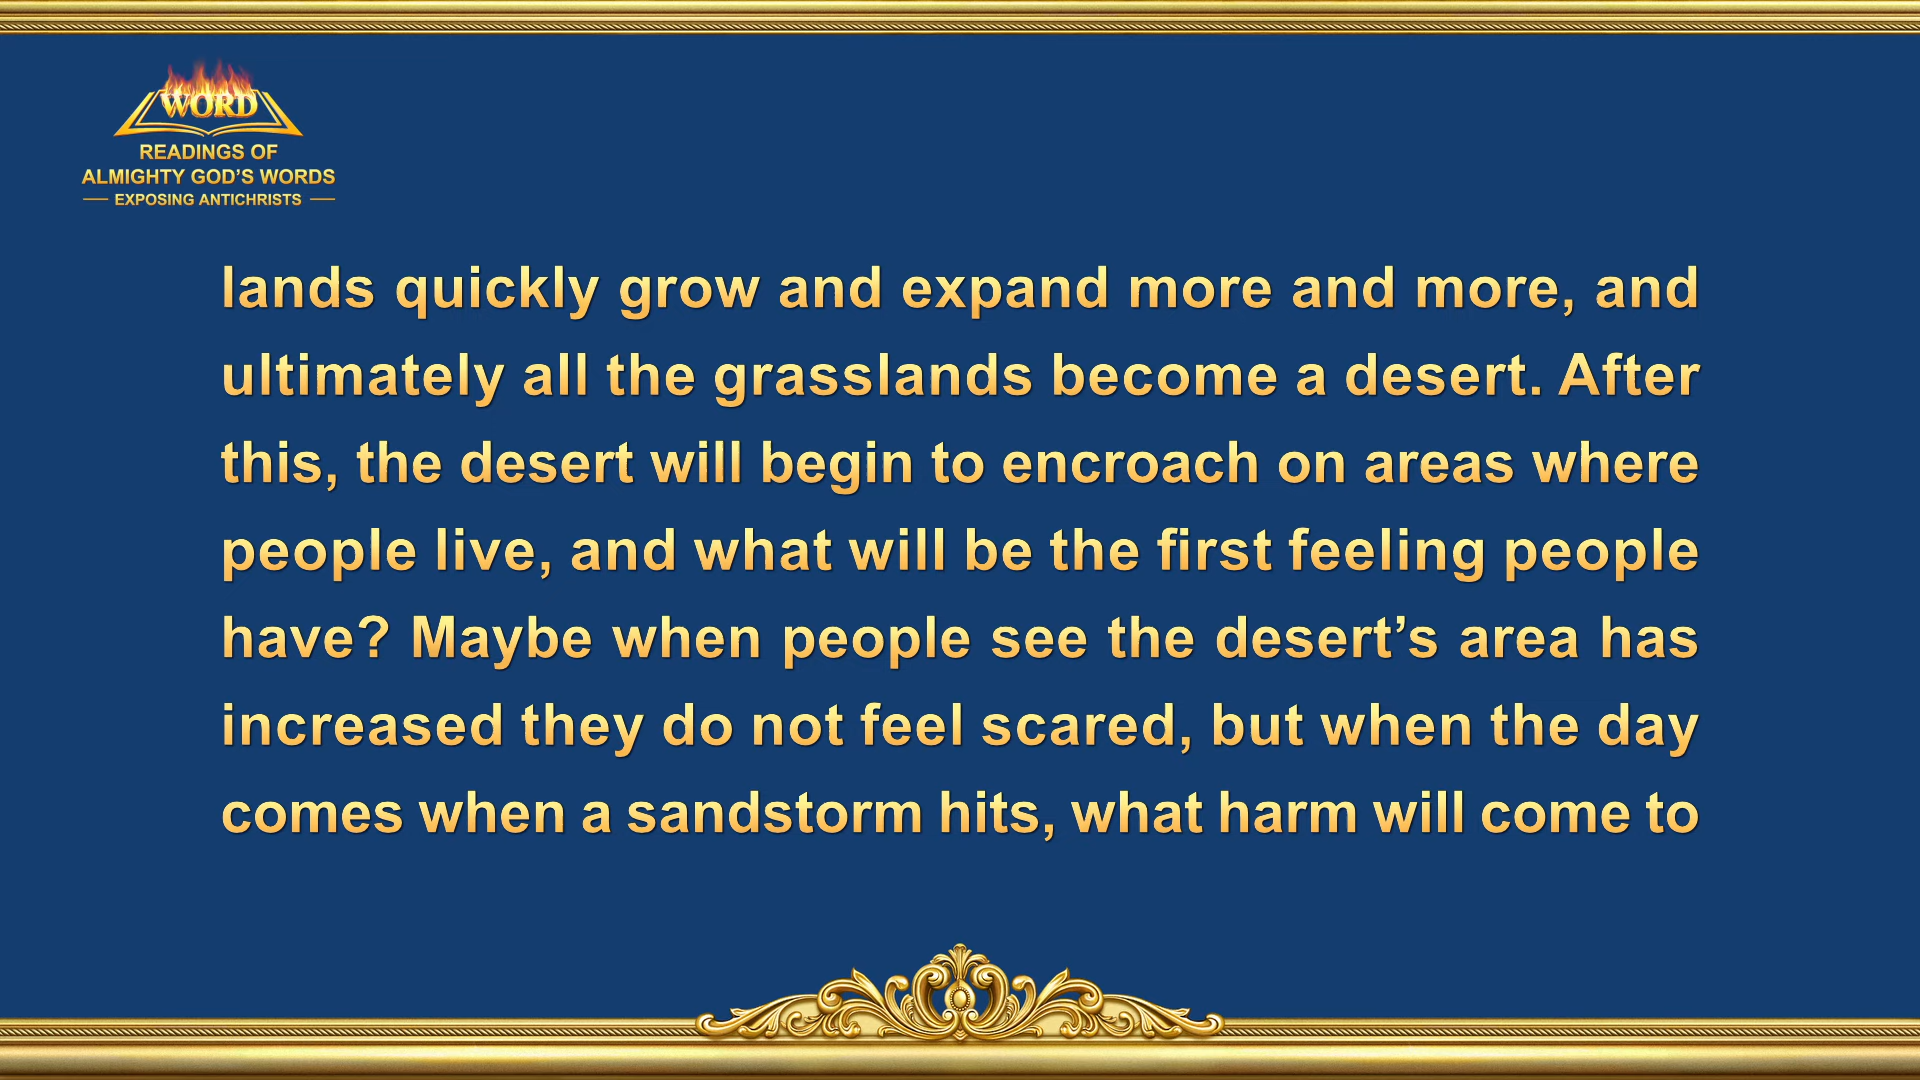 WORD
READINGS OF
ALMIGHTY GOD’S WORDS
EXPOSING ANTICHRISTS
lands quickly grow and expand more and more, and
ultimately all the grasslands become a desert. After
this, the desert will begin to encroach on areas where
people live, and what will be the first feeling people
have? Maybe when people see the desert’s area has
increased they do not feel scared, but when the day
comes when a sandstorm hits, what harm will come to